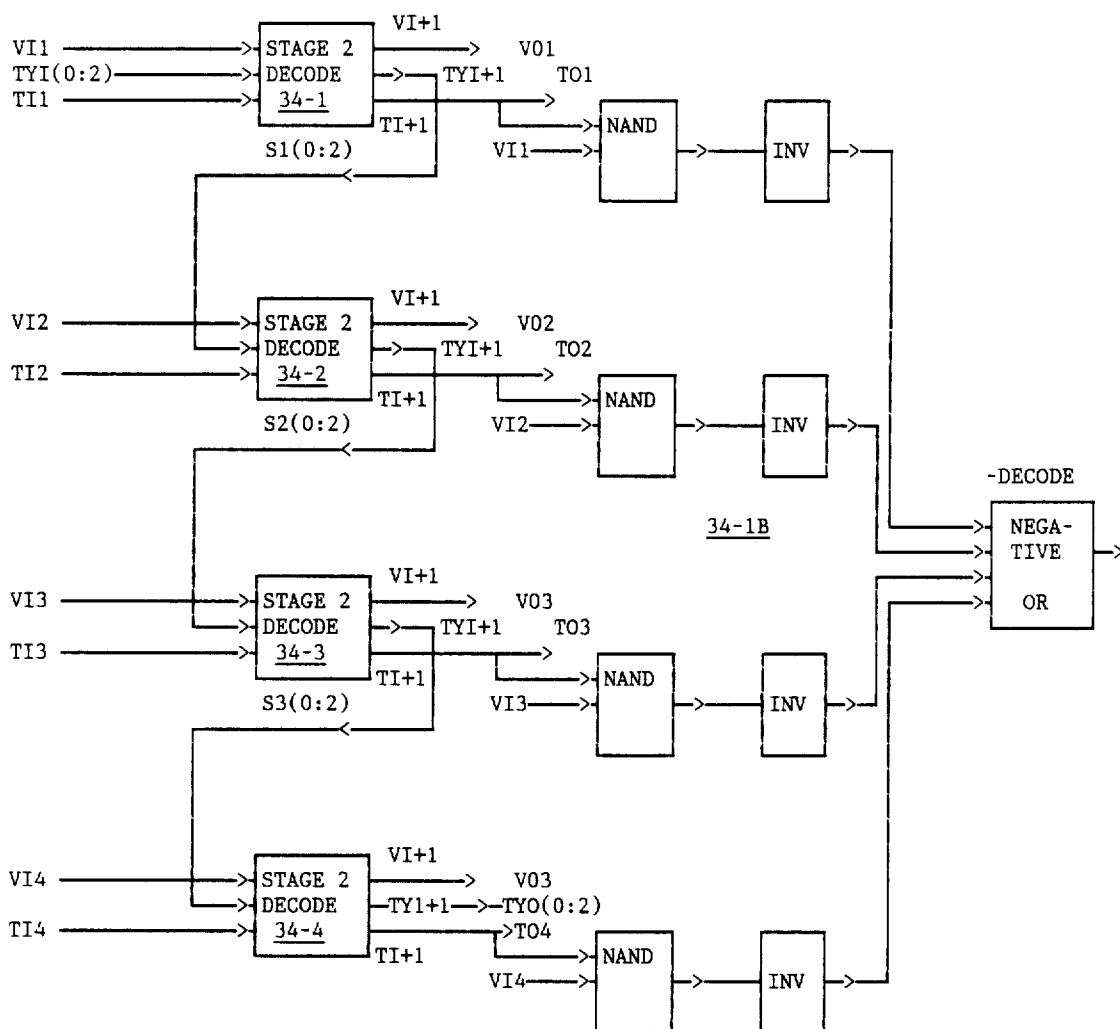 VI+1
VI1
STAGE 2
VO1
TYI(0:2)
DECODE
TYI+1
TO1
TI1
34-1
TI+1
NAND
S1(0:2)
VI1
INV
VI+1
VI2
STAGE 2
VO2
DECODE
TYI+1
TO2
TI2
34-2
TI+1
NAND
S2(0:2)
VI2
INV
-DECODE
34-1B
NEGA-
TIVE
OR
VI+1
VI3
STAGE 2
VO3
DECODE
TYI+1
TO3
TI3
34-3
TI+1
NAND
S3(0:2)
VI3
INV
VI+1
VI4
STAGE 2
VO3
DECODE
TY1+1
TYO(0:2)
TI4
34-4
TO4
TI+1
NAND
VI4
INV